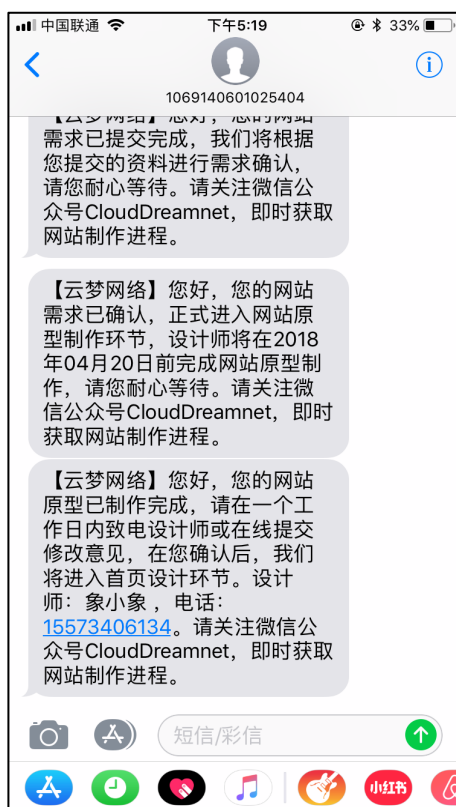 中国联通 下午5:19 33%
1069140601025404
【云梦网络】您好，您的网站
需求已提交完成，我们将根据
您提交的资料进行需求确认，
请您耐心等待。请关注微信公
众号CloudDreamnet，即时获取
网站制作进程。
【云梦网络】您好，您的网站
需求已确认，正式进入网站原
型制作环节，设计师将在2018
年04月20日前完成网站原型制
作，请您耐心等待。请关注微
信公众号CloudDreamnet，即时
获取网站制作进程。
【云梦网络】您好，您的网站
原型已制作完成，请在一个工
作日内致电设计师或在线提交
修改意见，在您确认后，我们
将进入首页设计环节。设计
师：象小象 ，电话：
15573406134。请关注微信公
众号CloudDreamnet，即时获取
网站制作进程。
短信/彩信
小红书